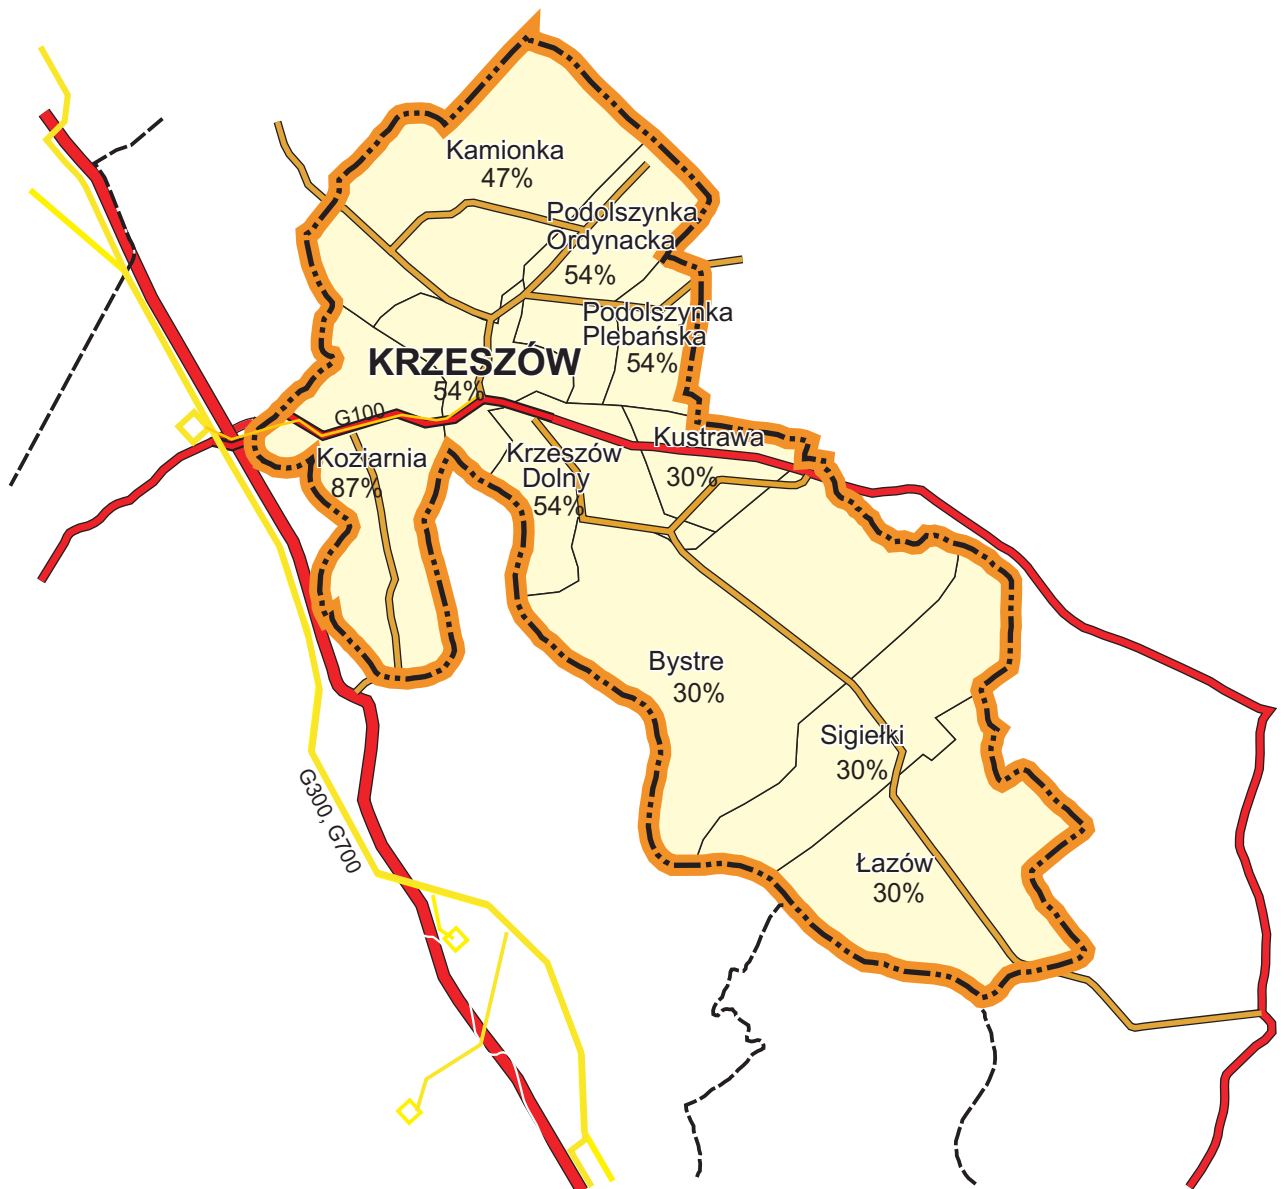 Kamionka
47%
Podolszynka
Ordynacka
54%
Podolszynka
Plebańska
54%
KRZESZÓW
54%
G100
Koziarnia
87%
Krzeszów
Dolny
54%
Kustrawa
30%
Bystre
30%
Sigiełki
30%
G300, G700
Łazów
30%